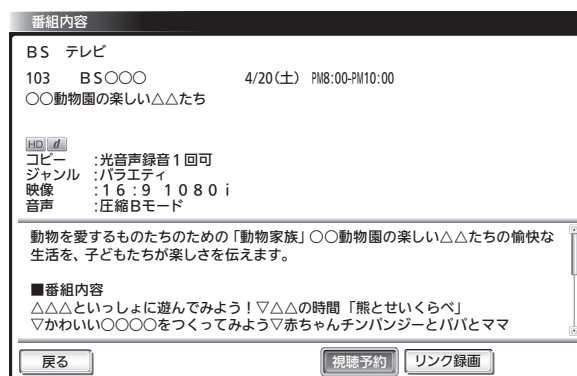 番組内容
BS テレビ
103 BS○○○ 4/20(土) PM8:00-PM10:00
○○動物園の楽しい△△たち
HD d
コピー :光音声録音1回可
ジャンル :バラエティ
映像 :16:9 1080i
音声 :圧縮Bモード
動物を愛するものたちのための「動物家族」○○動物園の楽しい△△たちの愉快な
生活を、子どもたちが楽しさを伝えます。
■番組内容
△△△といっしょに遊んでみよう！▽△△の時間「熊とせいくらべ」
▽かわいい○○○○をつくってみよう▽赤ちゃんチンパンジーとパパとママ
戻る 視聴予約 リンク録画